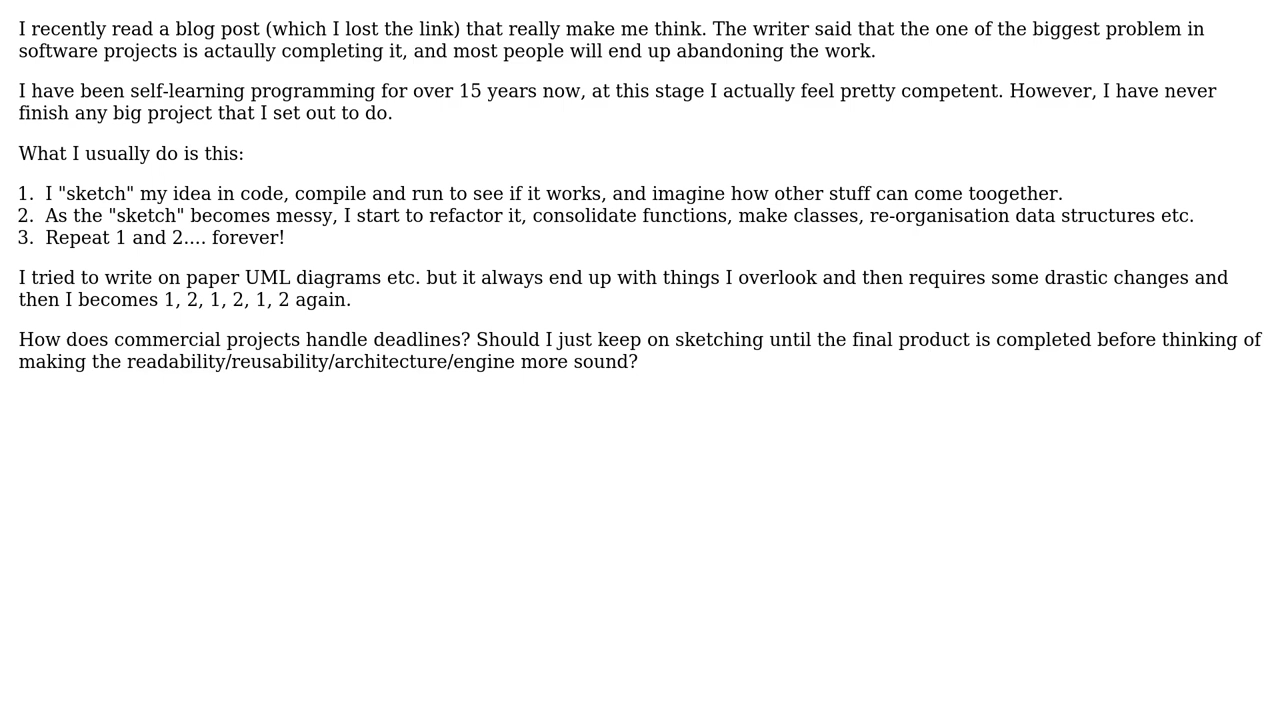 I recently read a blog post (which I lost the link) that really make me think. The writer said that the one of the biggest problem in
software projects is actaully completing it, and most people will end up abandoning the work.
I have been self-learning programming for over 15 years now, at this stage I actually feel pretty competent. However, I have never
finish any big project that I set out to do.
What I usually do is this:
1. I "sketch" my idea in code, compile and run to see if it works, and imagine how other stuff can come toogether.
2. As the "sketch" becomes messy, I start to refactor it, consolidate functions, make classes, re-organisation data structures etc.
3. Repeat 1 and 2.... forever!
I tried to write on paper UML diagrams etc. but it always end up with things I overlook and then requires some drastic changes and
then I becomes 1, 2, 1, 2, 1, 2 again.
How does commercial projects handle deadlines? Should I just keep on sketching until the final product is completed before thinking of
making the readability/reusability/architecture/engine more sound?